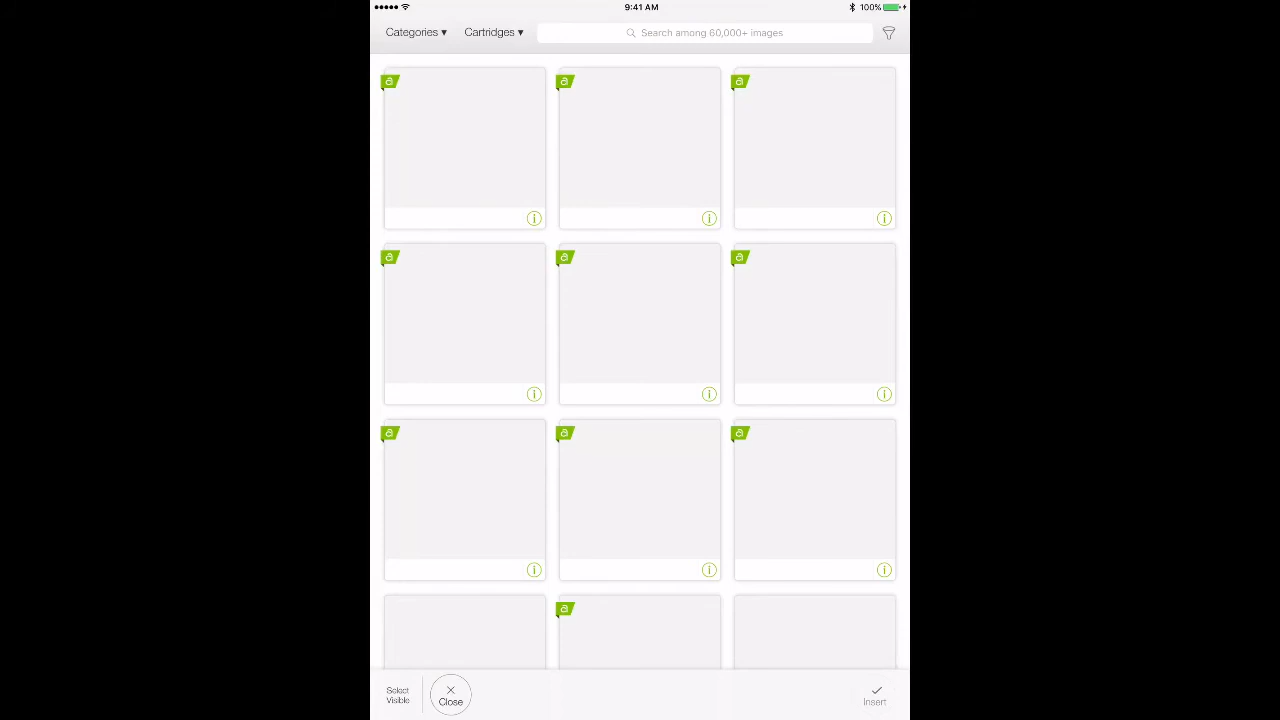 9:41 AM
100%
Categories ▾
Cartridges ▾
Search among 60,000+ images
a
a
a
a
a
a
a
a
a
a
Select
Visible
Close
Insert